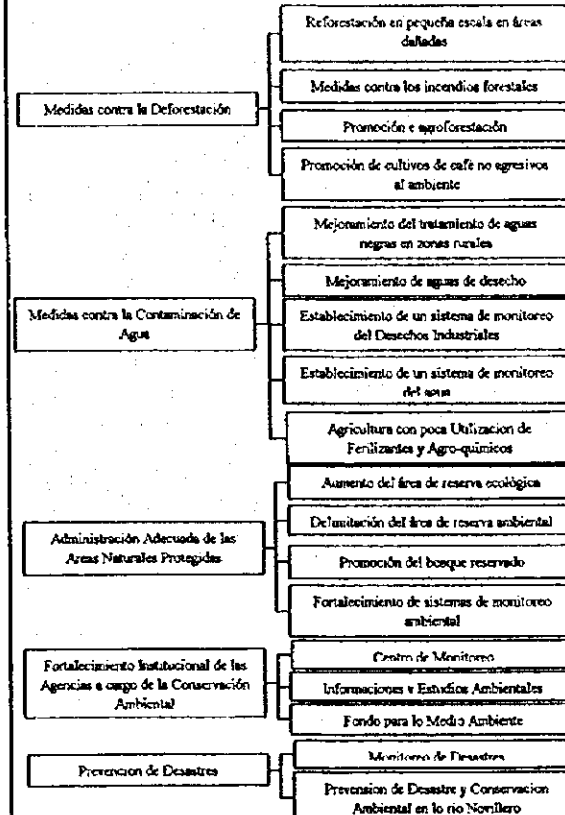 Medidas contra la Deforestación
Reforestación en pequeña escala en áreas
dañadas
Medidas contra los incendios forestales
Promoción e agroforestación
Promoción de cultivos de café no agresivos
al ambiente
Medidas contra la Contaminación de
Agua
Mejoramiento del tratamiento de aguas
negras en zonas rurales
Mejoramiento de aguas de desecho
Establecimiento de un sistema de monitoreo
del Desechos Industriales
Establecimiento de un sistema de monitoreo
del agua
Agricultura con poca Utilizacion de
Ferilizantes y Agro-quimicos
Administración Adecuada de las
Areas Naturales Protegidas
Aumento del área de reserva ecológica
Delimitación del área de reserva ambiental
Promoción del bosque reservado
Fortalecimiento de sistemas de monitoreo
ambiental
Fortalecimiento Institucional de las
Agencias a cargo de la Conservación
Ambiental
Centro de Monitoreo
Informaciones y Estudios Ambientales
Fondo para lo Medio Ambiente
Prevencion de Desastres
Monitoreo de Desastres
Prevension de Desastre y Conservacion
Ambiental en lo rio Novillero